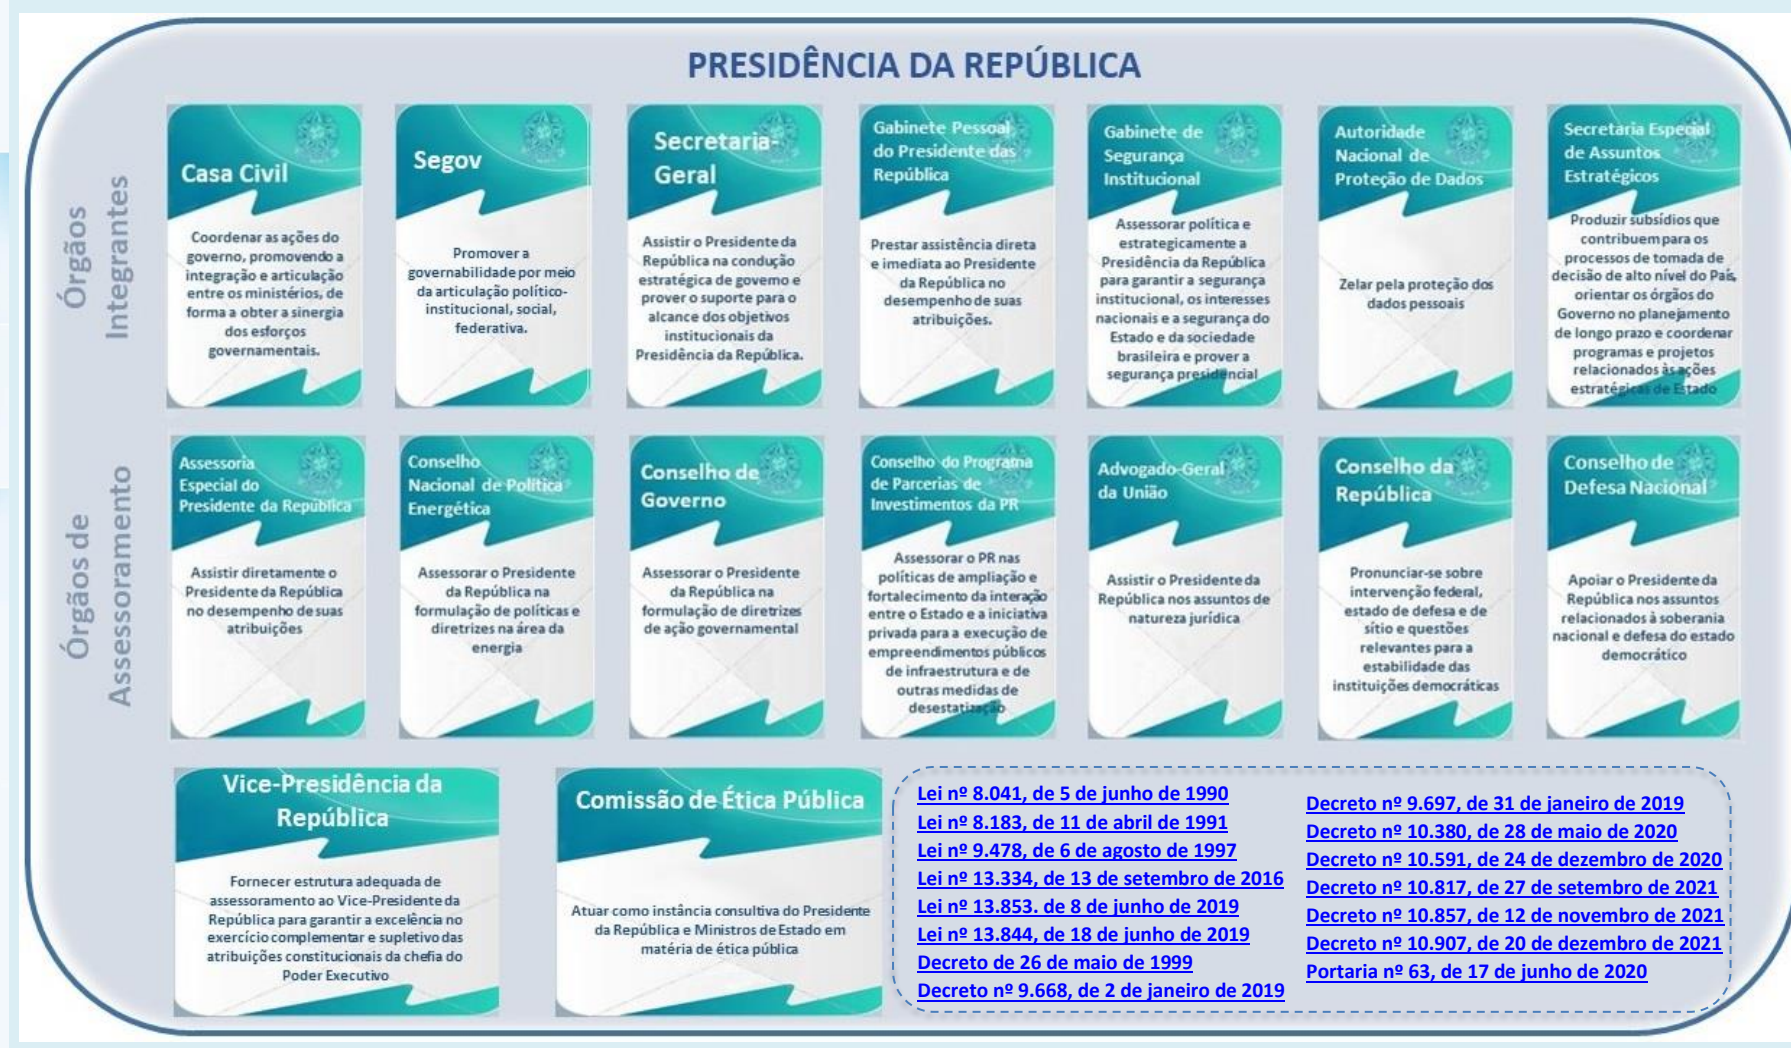 PRESIDÊNCIA DA REPÚBLICA
Órgãos
Integrantes
Casa Civil
Coordenar as ações do
governo, promovendo a
integração e articulação
entre os ministérios, de
forma a obter a sinergia
dos esforços
governamentais.
Segov
Promover a
governabilidade por meio
da articulação político-
institucional, social,
federativa.
Secretaria-
Geral
Assistir o Presidente da
República na condução
estratégica de governo e
prover o suporte para o
alcance dos objetivos
institucionais da
Presidência da República.
Gabinete Pessoal
do Presidente das
República
Prestar assistência direta
e imediata ao Presidente
da República no
desempenho de suas
atribuições.
Gabinete de
Segurança
Institucional
Assessorar política e
estrategicamente a
Presidência da República
para garantir a segurança
institucional, os interesses
nacionais e a segurança do
Estado e da sociedade
brasileira e prover a
segurança presidencial
Autoridade
Nacional de
Proteção de Dados
Zelar pela proteção dos
dados pessoais
Secretaria Especial
de Assuntos
Estratégicos
Produzir subsídios que
contribuem para os
processos de tomada de
decisão de alto nível do País,
orientar os órgãos do
Governo no planejamento
de longo prazo e coordenar
programas e projetos
relacionados às ações
estratégicas de Estado
Órgãos de
Assessoramento
Assessoria
Especial do
Presidente da República
Assistir diretamente o
Presidente da República
no desempenho de suas
atribuições
Conselho
Nacional de Política
Energética
Assessorar o Presidente
da República na
formulação de políticas e
diretrizes na área da
energia
Conselho de
Governo
Assessorar o Presidente
da República na
formulação de diretrizes
de ação governamental
Conselho do Programa
de Parcerias de
Investimentos da PR
Assessorar o PR nas
políticas de ampliação e
fortalecimento da interação
entre o Estado e a iniciativa
privada para a execução de
empreendimentos públicos
de infraestrutura e de
outras medidas de
desestatização
Advogado-Geral
da União
Assistir o Presidente da
República nos assuntos de
natureza jurídica
Conselho da
República
Pronunciar-se sobre
intervenção federal,
estado de defesa e de
sítio e questões
relevantes para a
estabilidade das
instituições democráticas
Conselho de
Defesa Nacional
Apoiar o Presidente da
República nos assuntos
relacionados à soberania
nacional e defesa do estado
democrático
Vice-Presidência da
República
Fornecer estrutura adequada de
assessoramento ao Vice-Presidente da
República para garantir a excelência no
exercício complementar e supletivo das
atribuições constitucionais da chefia do
Poder Executivo
Comissão de Ética Pública
Atuar como instância consultiva do Presidente
da República e Ministros de Estado em
matéria de ética pública
Lei nº 8.041, de 5 de junho de 1990
Lei nº 8.183, de 11 de abril de 1991
Lei nº 9.478, de 6 de agosto de 1997
Lei nº 13.334, de 13 de setembro de 2016
Lei nº 13.853. de 8 de junho de 2019
Lei nº 13.844, de 18 de junho de 2019
Decreto de 26 de maio de 1999
Decreto nº 9.668, de 2 de janeiro de 2019
Decreto nº 9.697, de 31 de janeiro de 2019
Decreto nº 10.380, de 28 de maio de 2020
Decreto nº 10.591, de 24 de dezembro de 2020
Decreto nº 10.817, de 27 de setembro de 2021
Decreto nº 10.857, de 12 de novembro de 2021
Decreto nº 10.907, de 20 de dezembro de 2021
Portaria nº 63, de 17 de junho de 2020